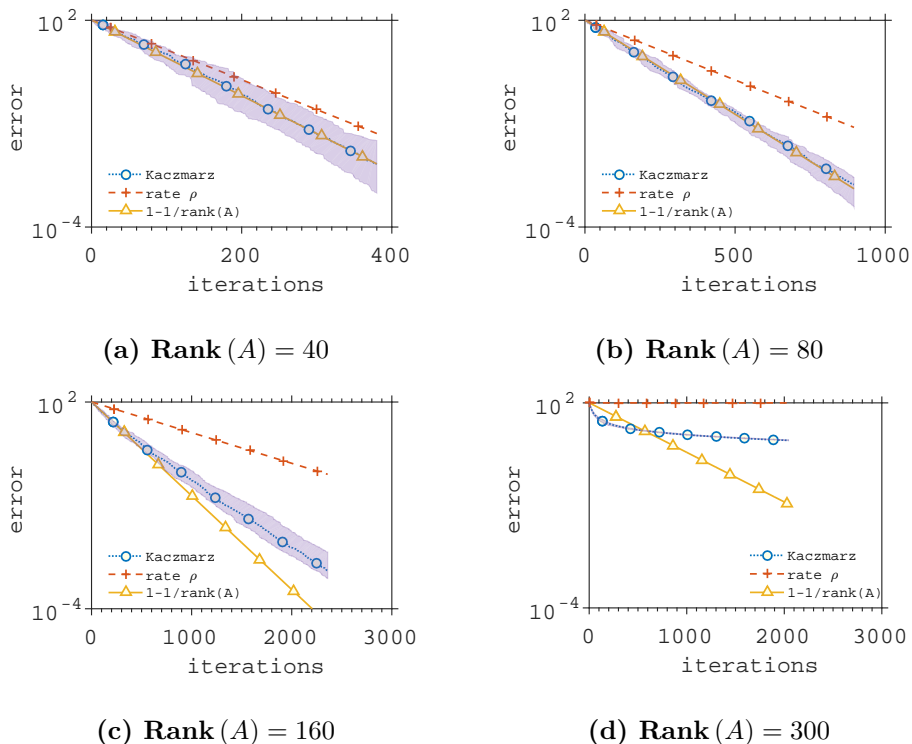 10^2
error
Kaczmarz
rate ρ
1-1/rank(A)
10^-4
0 200 400
iterations
(a) Rank (A) = 40
10^2
error
Kaczmarz
rate ρ
1-1/rank(A)
10^-4
0 500 1000
iterations
(b) Rank (A) = 80
10^2
error
Kaczmarz
rate ρ
1-1/rank(A)
10^-4
0 1000 2000 3000
iterations
(c) Rank (A) = 160
10^2
error
Kaczmarz
rate ρ
1-1/rank(A)
10^-4
0 1000 2000 3000
iterations
(d) Rank (A) = 300